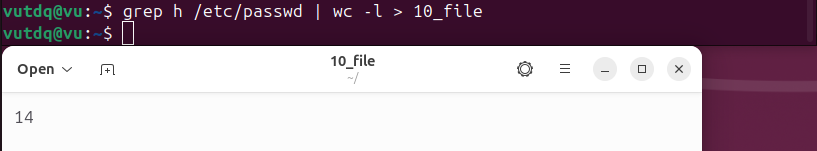 vutdq@vu:~$ grep h /etc/passwd | wc -l > 10_file
vutdq@vu:~$
Open
10_file
~/
14